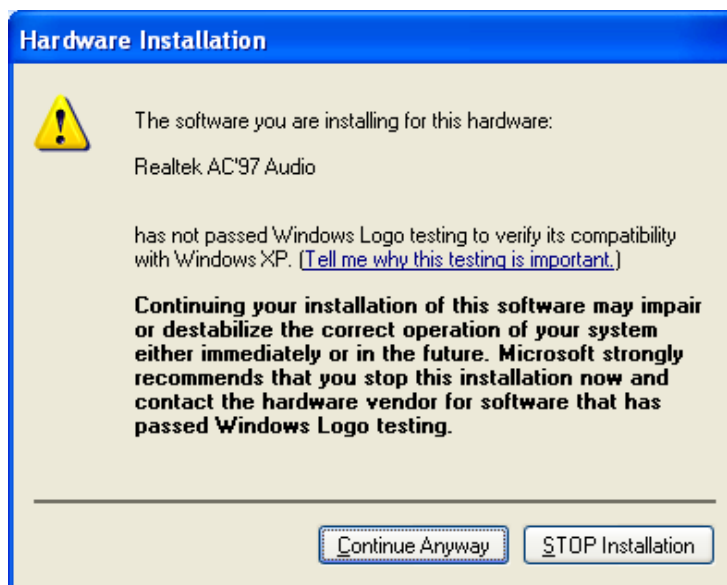 Hardware Installation
The software you are installing for this hardware:
Realtek AC'97 Audio
has not passed Windows Logo testing to verify its compatibility
with Windows XP. (Tell me why this testing is important.)
Continuing your installation of this software may impair
or destabilize the correct operation of your system
either immediately or in the future. Microsoft strongly
recommends that you stop this installation now and
contact the hardware vendor for software that has
passed Windows Logo testing.
Continue Anyway
STOP Installation